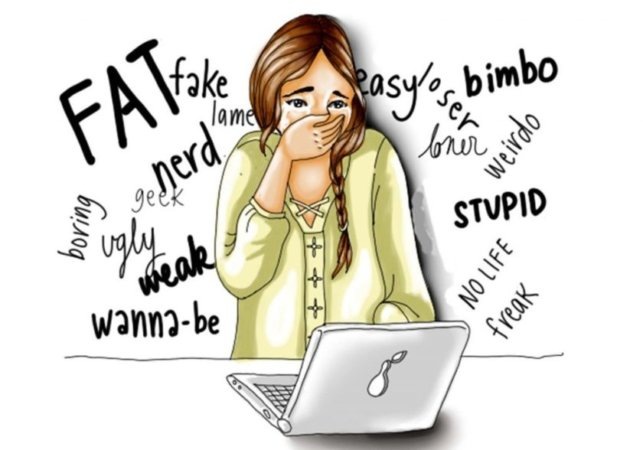 FAT
fake
lame
nerd
geek
boring
ugly
weak
wanna-be
easy
loser
bimbo
loner
weirdo
STUPID
NO LIFE
freak